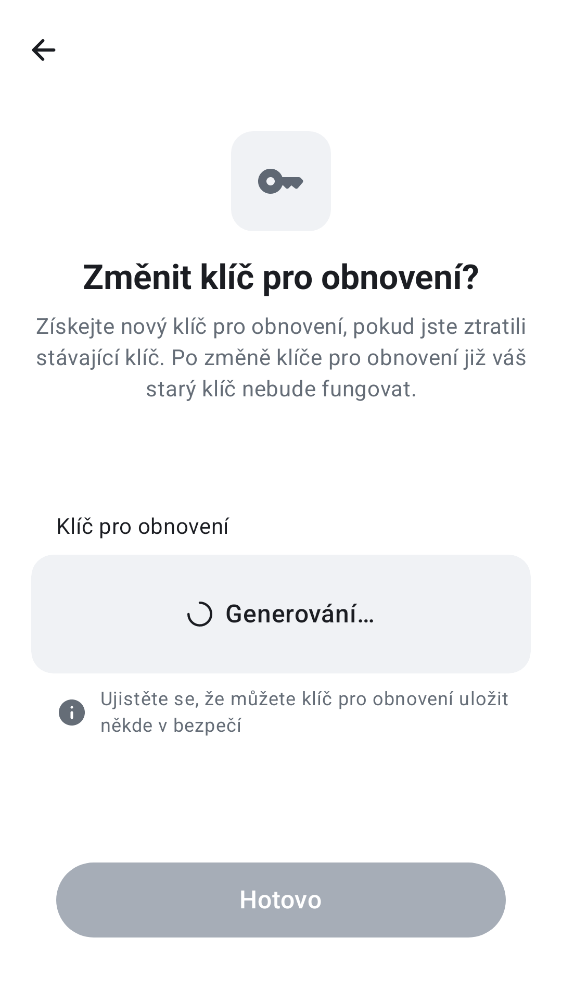 Změnit klíč pro obnovení?
Získejte nový klíč pro obnovení, pokud jste ztratili
stávající klíč. Po změně klíče pro obnovení již váš
starý klíč nebude fungovat.
Klíč pro obnovení
Generování…
Ujistěte se, že můžete klíč pro obnovení uložit
někde v bezpečí
Hotovo